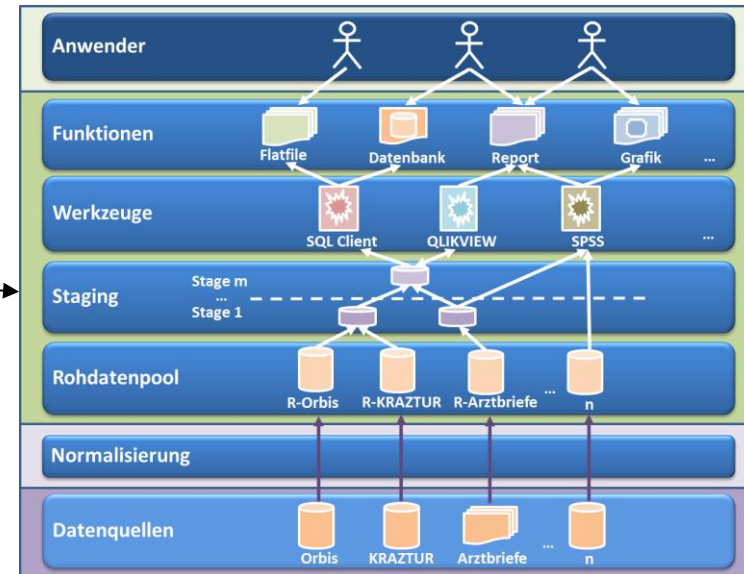 Anwender
Funktionen
Flatfile Datenbank Report Grafik ...
Werkzeuge
SQL Client QLIKVIEW SPSS ...
Staging
Stage m
...
Stage 1
Rohdatenpool
R-Orbis R-KRAZTUR R-Arztbriefe ... n
Normalisierung
Datenquellen
Orbis KRAZTUR Arztbriefe ... n